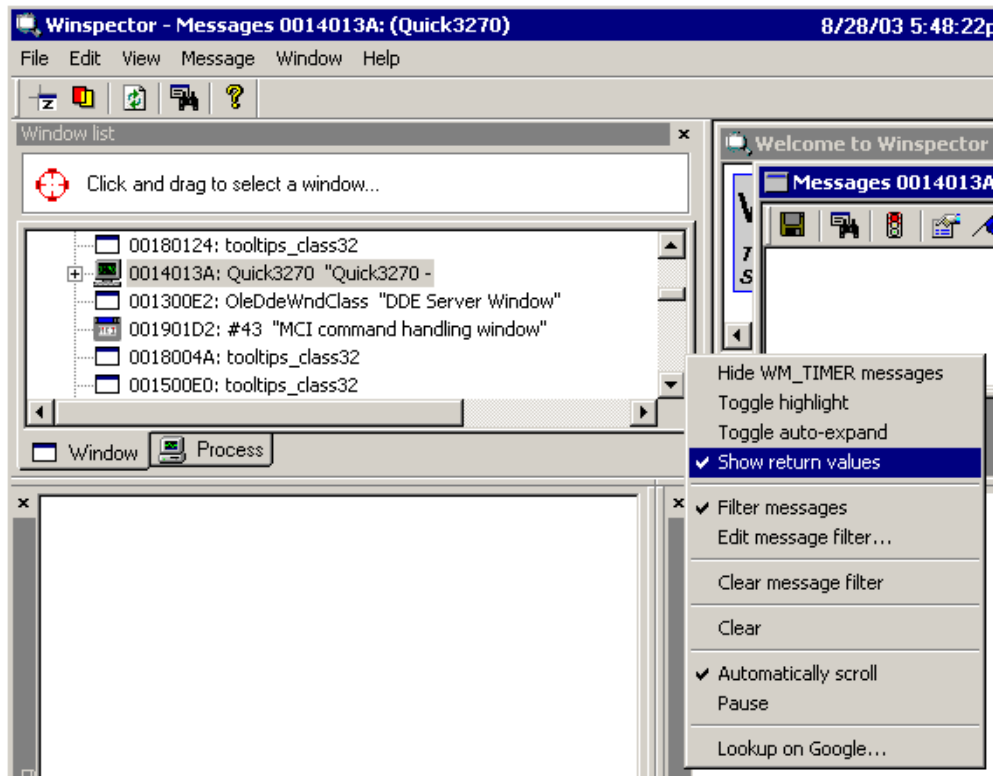 Winspector - Messages 0014013A: (Quick3270) 8/28/03 5:48:22p
File Edit View Message Window Help
Window list
Click and drag to select a window...
00180124: tooltips_class32
0014013A: Quick3270 "Quick3270 -
001300E2: OleDdeWndClass "DDE Server Window"
001901D2: #43 "MCI command handling window"
0018004A: tooltips_class32
001500E0: tooltips_class32
Window Process
Welcome to Winspector
Messages 0014013A
Hide WM_TIMER messages
Toggle highlight
Toggle auto-expand
Show return values
Filter messages
Edit message filter...
Clear message filter
Clear
Automatically scroll
Pause
Lookup on Google...